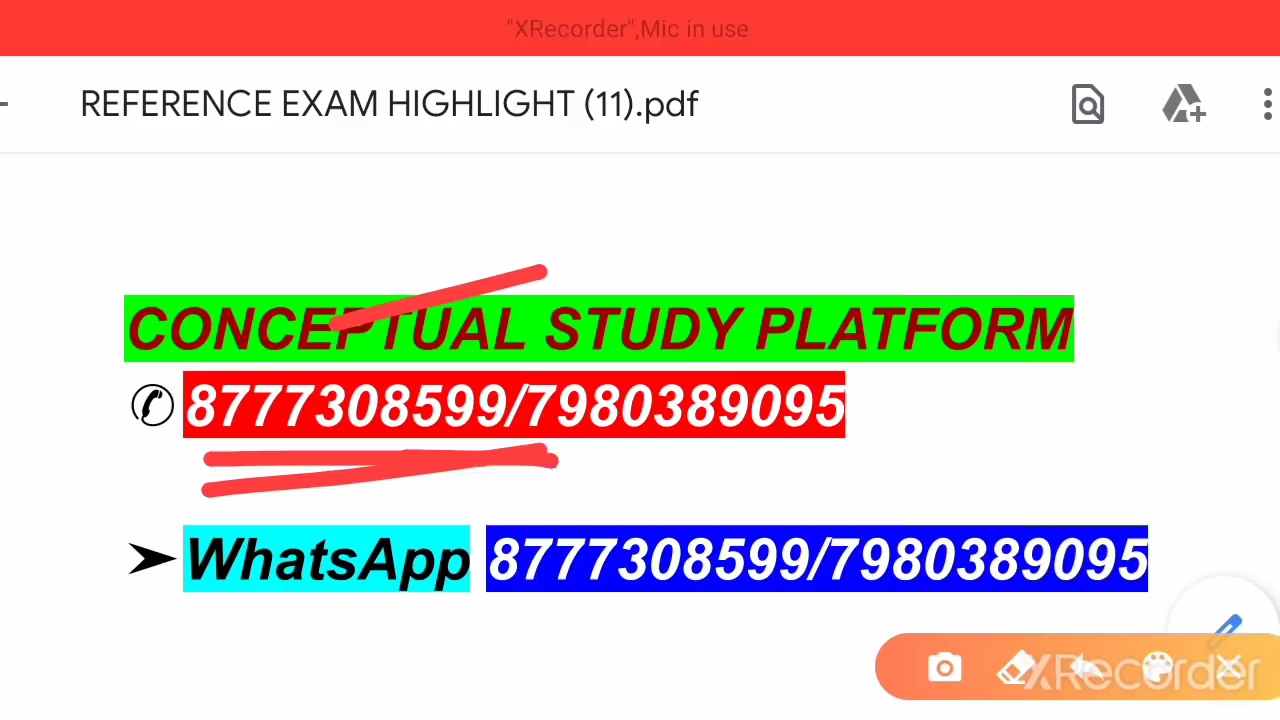 "XRecorder",Mic in use
REFERENCE EXAM HIGHLIGHT (11).pdf
CONCEPTUAL STUDY PLATFORM
8777308599/7980389095
WhatsApp 8777308599/7980389095
XRecorder